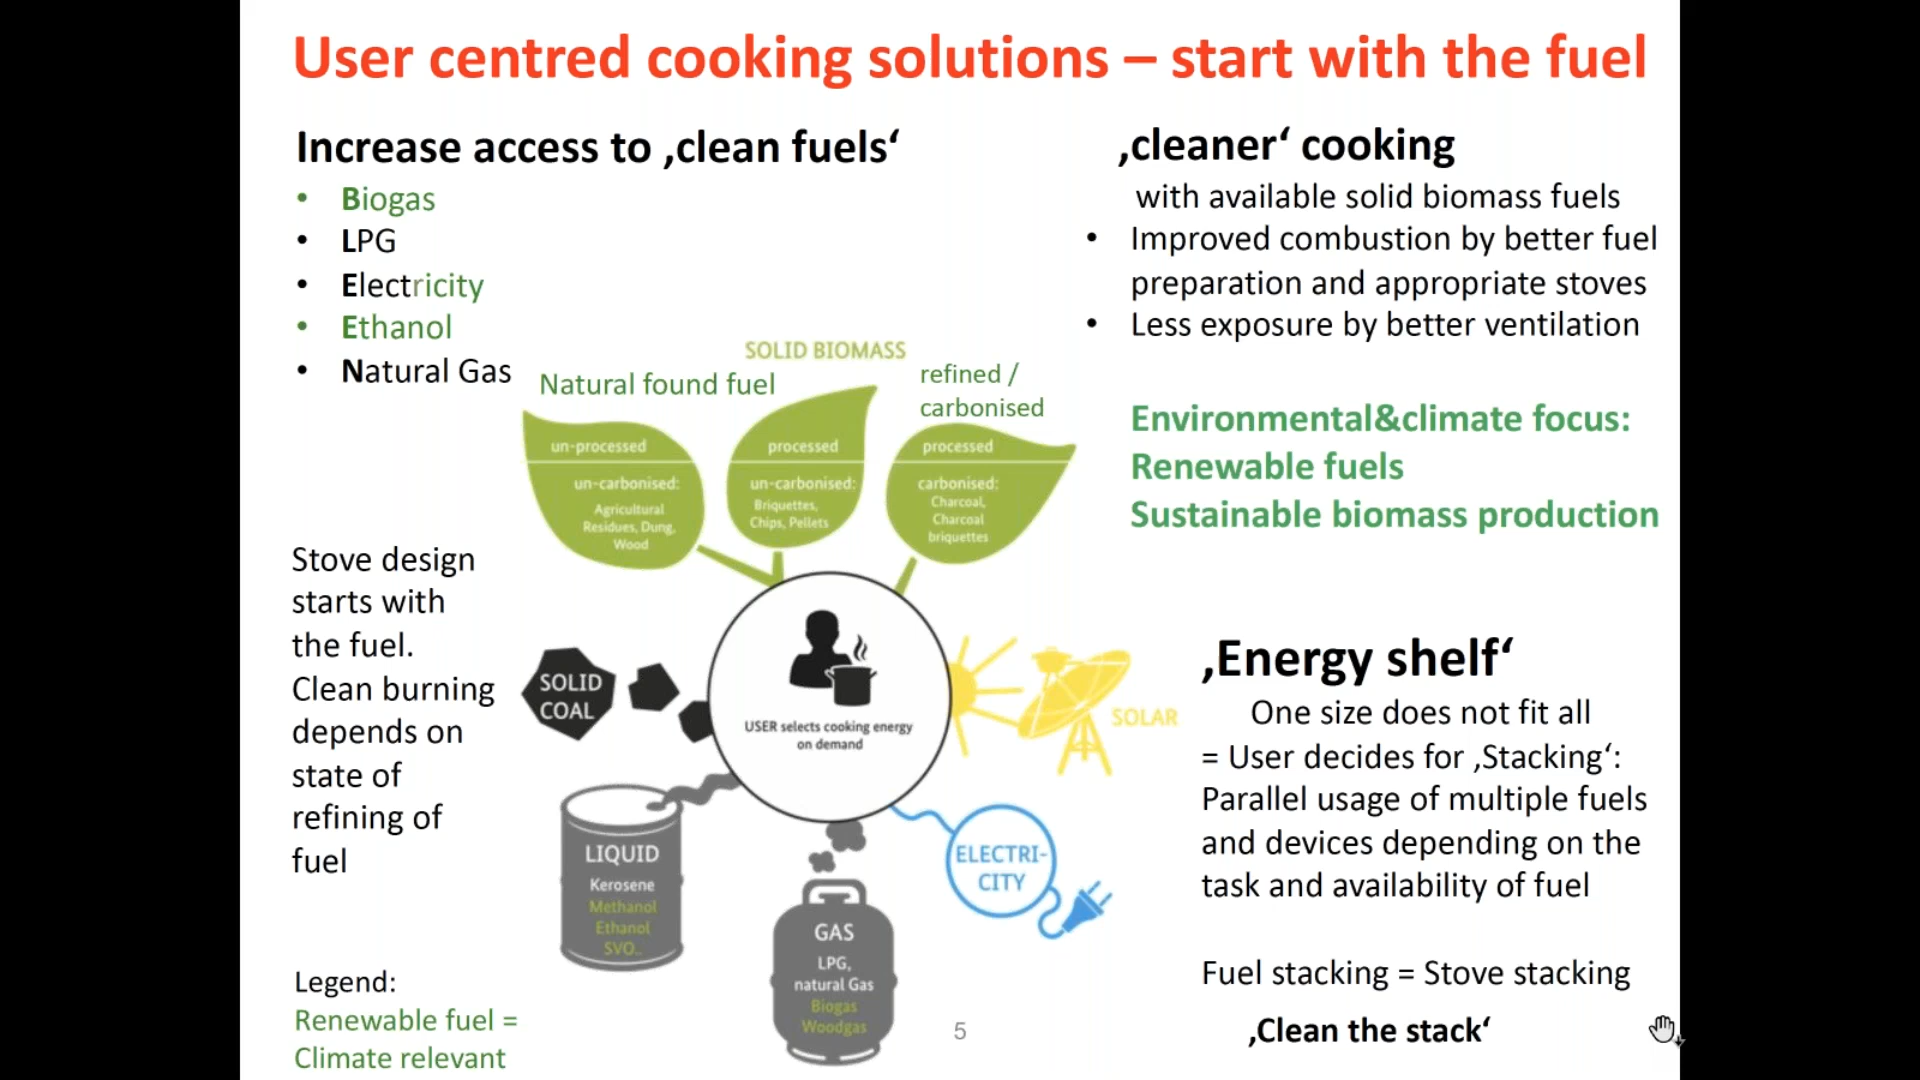 User centred cooking solutions – start with the fuel
Increase access to ‚clean fuels‘
• Biogas
• LPG
• Electricity
• Ethanol
• Natural Gas
‚cleaner‘ cooking
with available solid biomass fuels
• Improved combustion by better fuel
preparation and appropriate stoves
• Less exposure by better ventilation
Environmental&climate focus:
Renewable fuels
Sustainable biomass production
SOLID BIOMASS
Natural found fuel
refined /
carbonised
un-processed
un-carbonised:
Agricultural
Residues, Dung,
Wood
processed
un-carbonised:
Briquettes,
Chips, Pellets
processed
carbonised:
Charcoal,
Charcoal
briquettes
Stove design
starts with
the fuel.
Clean burning
depends on
state of
refining of
fuel
SOLID
COAL
USER selects cooking energy
on demand
SOLAR
LIQUID
Kerosene
Methanol
Ethanol
SVO..
GAS
LPG,
natural Gas
Biogas
Woodgas
ELECTRI-
CITY
‚Energy shelf‘
One size does not fit all
= User decides for ‚Stacking‘:
Parallel usage of multiple fuels
and devices depending on the
task and availability of fuel
Fuel stacking = Stove stacking
‚Clean the stack‘
Legend:
Renewable fuel =
Climate relevant
5